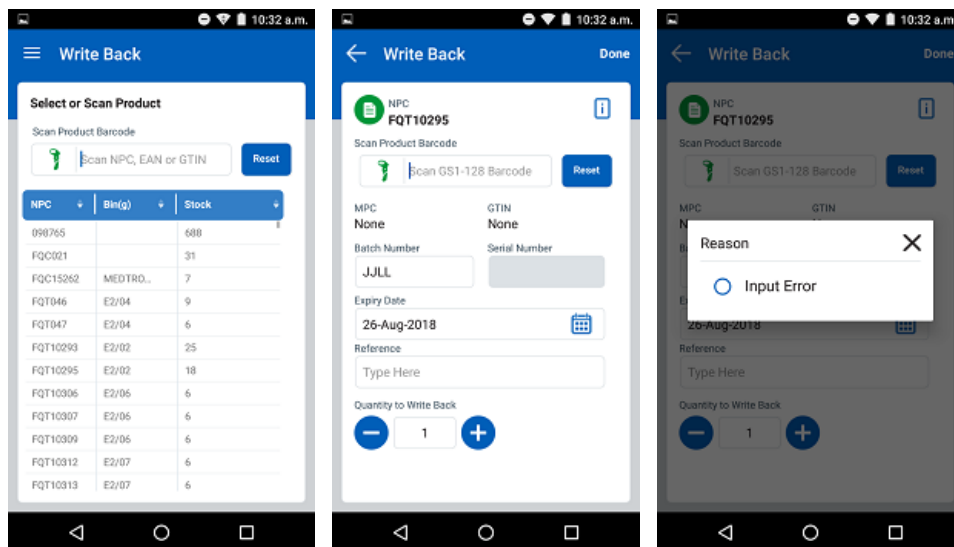 10:32 a.m.
Write Back
Select or Scan Product
Scan Product Barcode
Scan NPC, EAN or GTIN
Reset
NPC Bin(g) Stock
098765 688
FQC021 31
FQC15262 MEDTRO... 7
FQT046 E2/04 9
FQT047 E2/04 6
FQT10293 E2/02 25
FQT10295 E2/02 18
FQT10306 E2/06 6
FQT10307 E2/06 6
FQT10309 E2/06 6
FQT10312 E2/07 6
FQT10313 E2/07 6
10:32 a.m.
Write Back Done
NPC
FQT10295
Scan Product Barcode
Scan GS1-128 Barcode Reset
MPC GTIN
None None
Batch Number Serial Number
JJLL
Expiry Date
26-Aug-2018
Reference
Type Here
Quantity to Write Back
1
10:32 a.m
Write Back Done
NPC
FQT10295
Scan Product Barcode
Scan GS1-128 Barcode Reset
MPC GTIN
Reason
Input Error
26-Aug-2018
Reference
Type Here
Quantity to Write Back
1